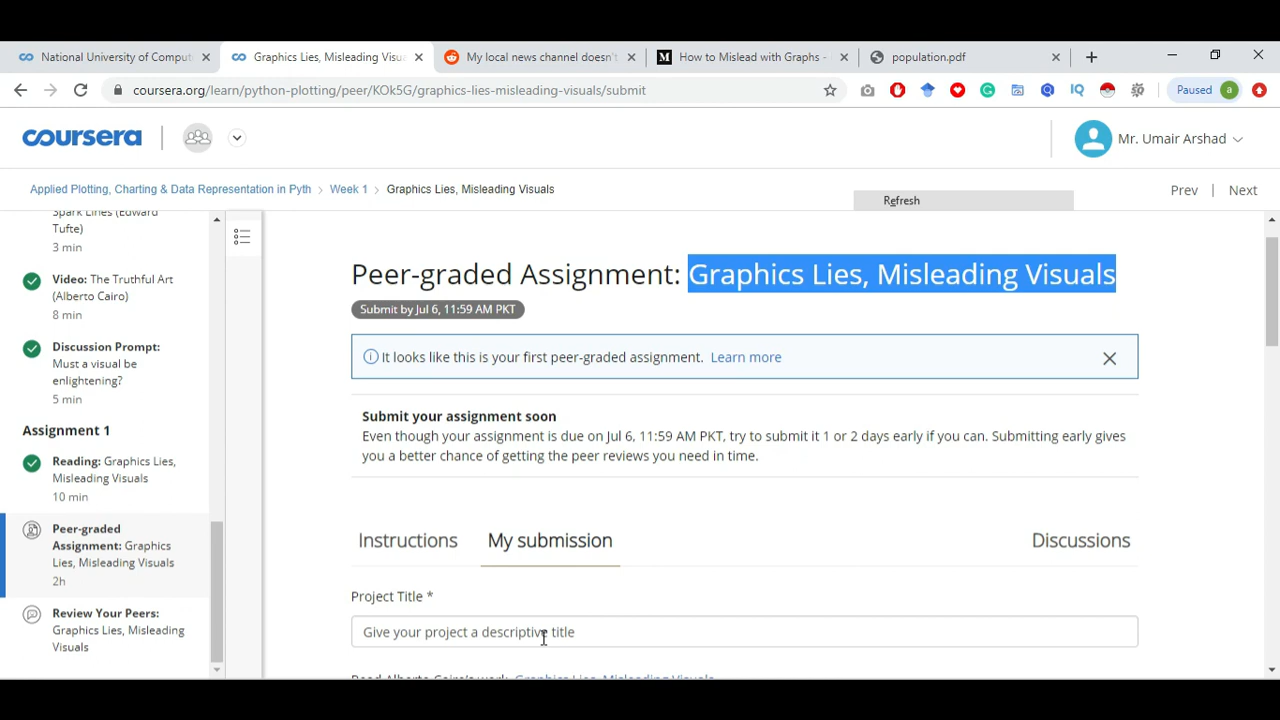 National University of Comput
Graphics Lies, Misleading Visua
My local news channel doesn't
How to Mislead with Graphs -
population.pdf
coursera.org/learn/python-plotting/peer/KOk5G/graphics-lies-misleading-visuals/submit
Paused
a
coursera
Mr. Umair Arshad
Applied Plotting, Charting & Data Representation in Pyth > Week 1 > Graphics Lies, Misleading Visuals
Prev | Next
Refresh
Spark Lines (Edward
Tufte)
3 min
Video: The Truthful Art
(Alberto Cairo)
8 min
Discussion Prompt:
Must a visual be
enlightening?
5 min
Assignment 1
Reading: Graphics Lies,
Misleading Visuals
10 min
Peer-graded
Assignment: Graphics
Lies, Misleading Visuals
2h
Review Your Peers:
Graphics Lies, Misleading
Visuals
Peer-graded Assignment: Graphics Lies, Misleading Visuals
Submit by Jul 6, 11:59 AM PKT
It looks like this is your first peer-graded assignment. Learn more
Submit your assignment soon
Even though your assignment is due on Jul 6, 11:59 AM PKT, try to submit it 1 or 2 days early if you can. Submitting early gives
you a better chance of getting the peer reviews you need in time.
Instructions
My submission
Discussions
Project Title *
Give your project a descriptive title
Read Alberto Cairo's work, Graphics Lies, Misleading Visuals